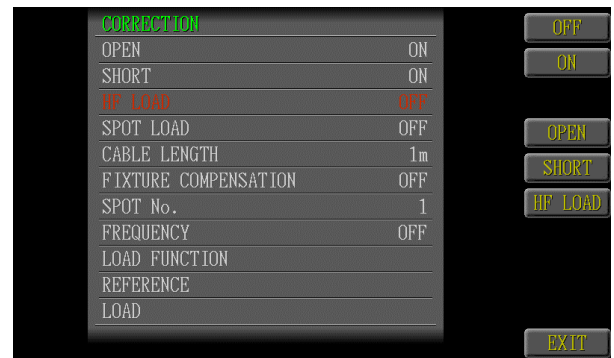 CORRECTION
OPEN ON
SHORT ON
HF LOAD OFF
SPOT LOAD OFF
CABLE LENGTH 1m
FIXTURE COMPENSATION OFF
SPOT No. 1
FREQUENCY OFF
LOAD FUNCTION
REFERENCE
LOAD
OFF
ON
OPEN
SHORT
HF LOAD
EXIT